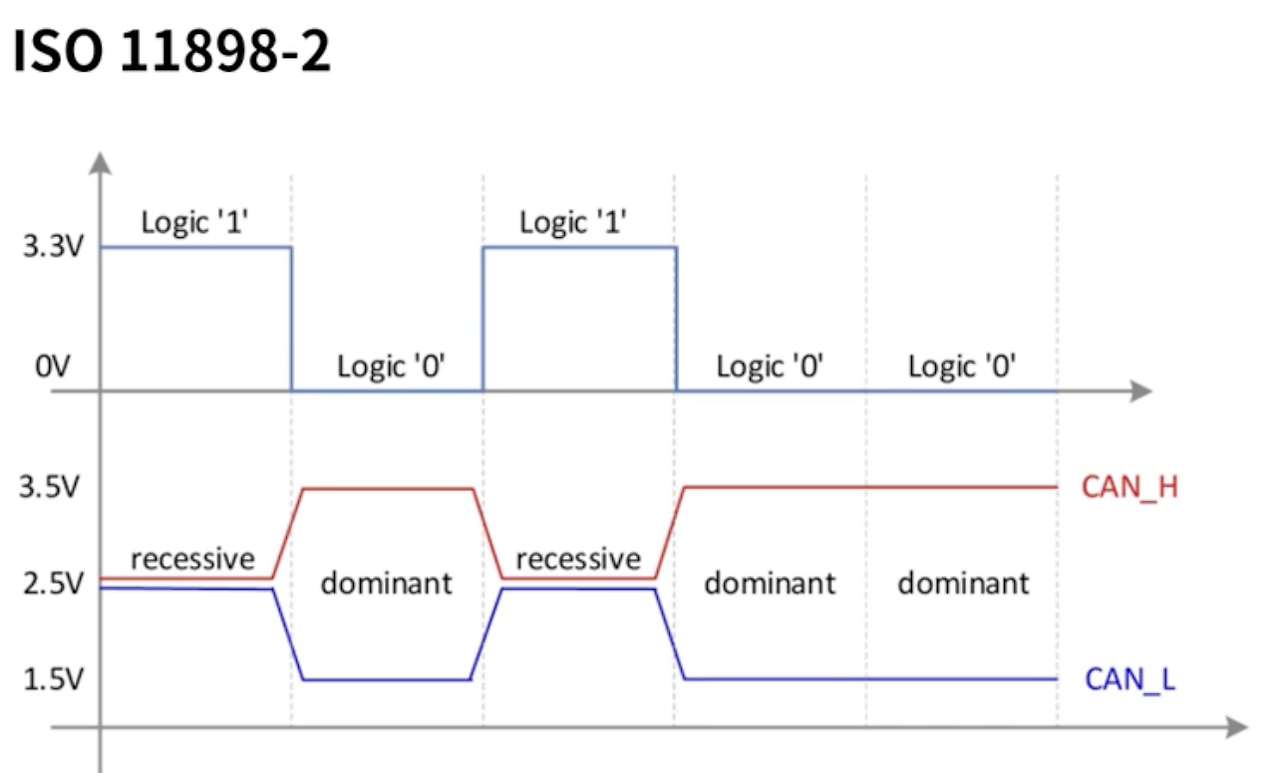 ISO 11898-2
Logic '1'
Logic '1'
3.3V
0V
Logic '0'
Logic '0'
Logic '0'
3.5V
CAN_H
recessive
recessive
2.5V
dominant
dominant
dominant
1.5V
CAN_L